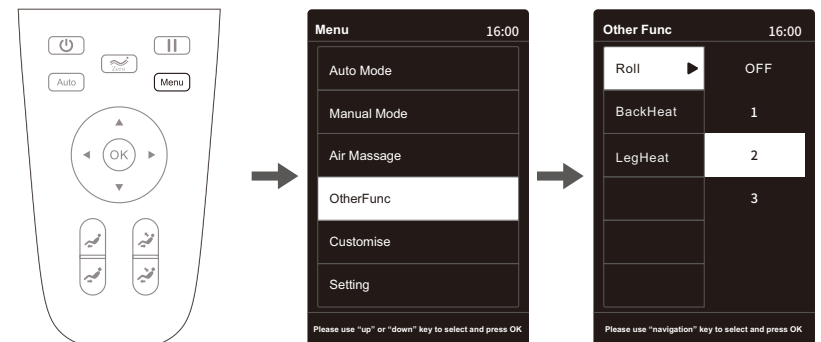 Zero
Auto
Menu
OK
Menu 16:00
Auto Mode
Manual Mode
Air Massage
OtherFunc
Customise
Setting
Please use “up” or “down” key to select and press OK
Other Func 16:00
Roll OFF
BackHeat 1
LegHeat 2
3
Please use “navigation” key to select and press OK